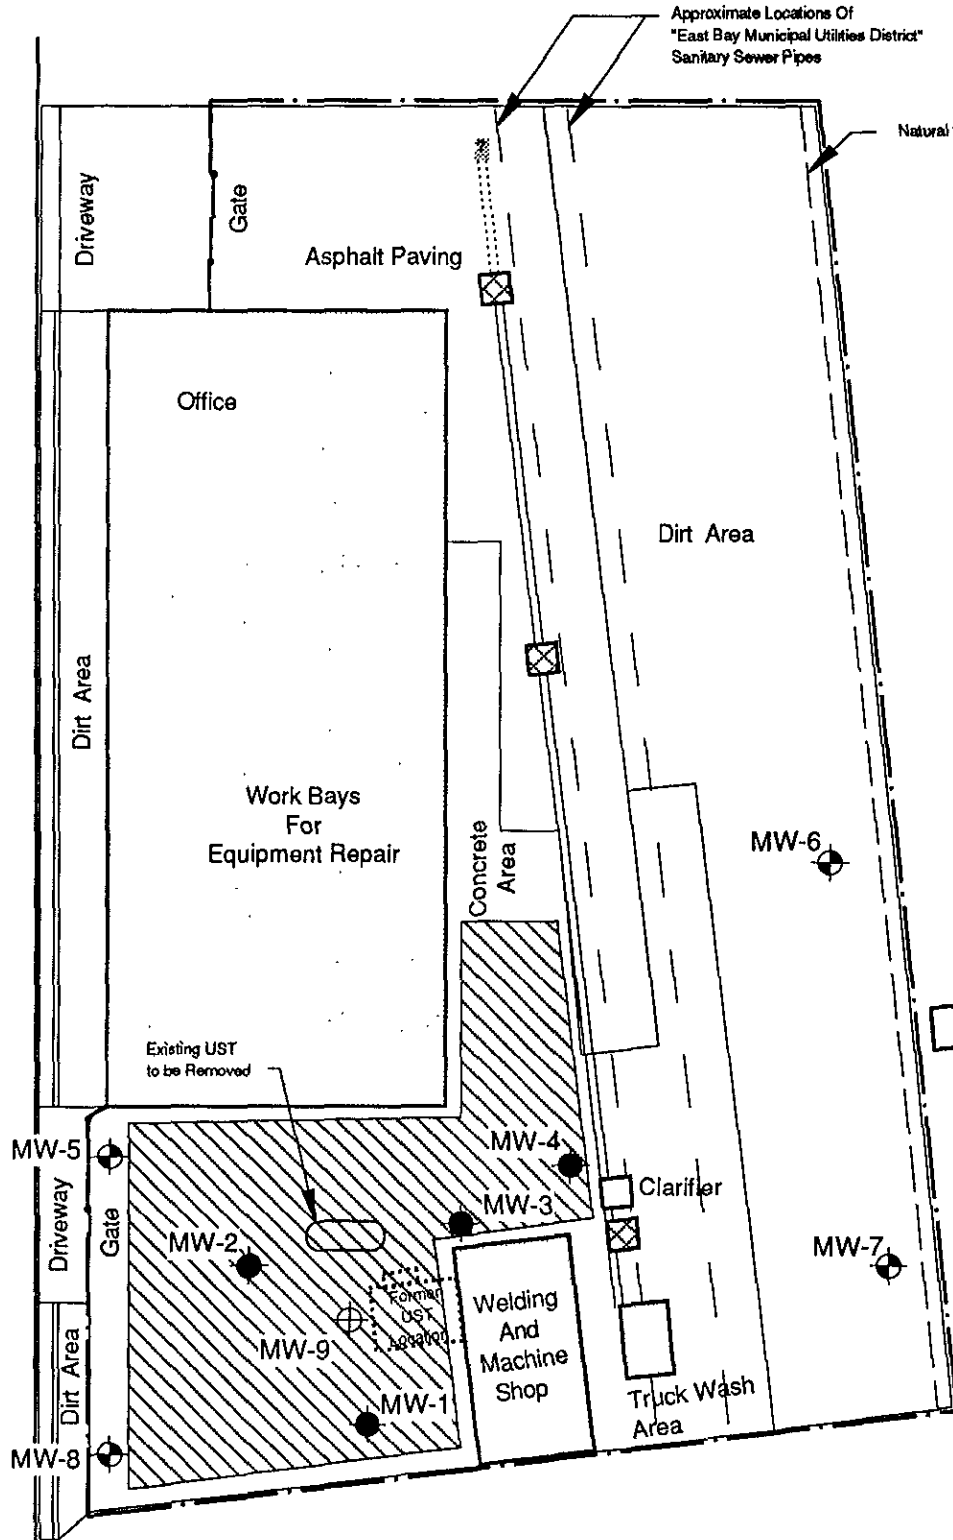 Approximate Locations Of
"East Bay Municipal Utilities District"
Sanitary Sewer Pipes
Natural
Driveway
Gate
Asphalt Paving
Office
Dirt Area
Dirt Area
Work Bays
For
Equipment Repair
Concrete
Area
MW-6
Existing UST
to be Removed
MW-5
MW-4
Clarifier
MW-3
Driveway
Gate
MW-2
MW-7
Former
UST
Location
Welding
And
Machine
Shop
MW-9
Dirt Area
MW-1
Truck Wash
Area
MW-8